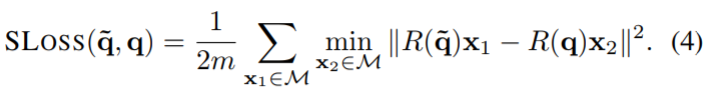 SLOSS(q̃, q) = 1/2m ∑_{x₁∈ℳ} min_{x₂∈ℳ} ‖R(q̃)x₁ − R(q)x₂‖². (4)